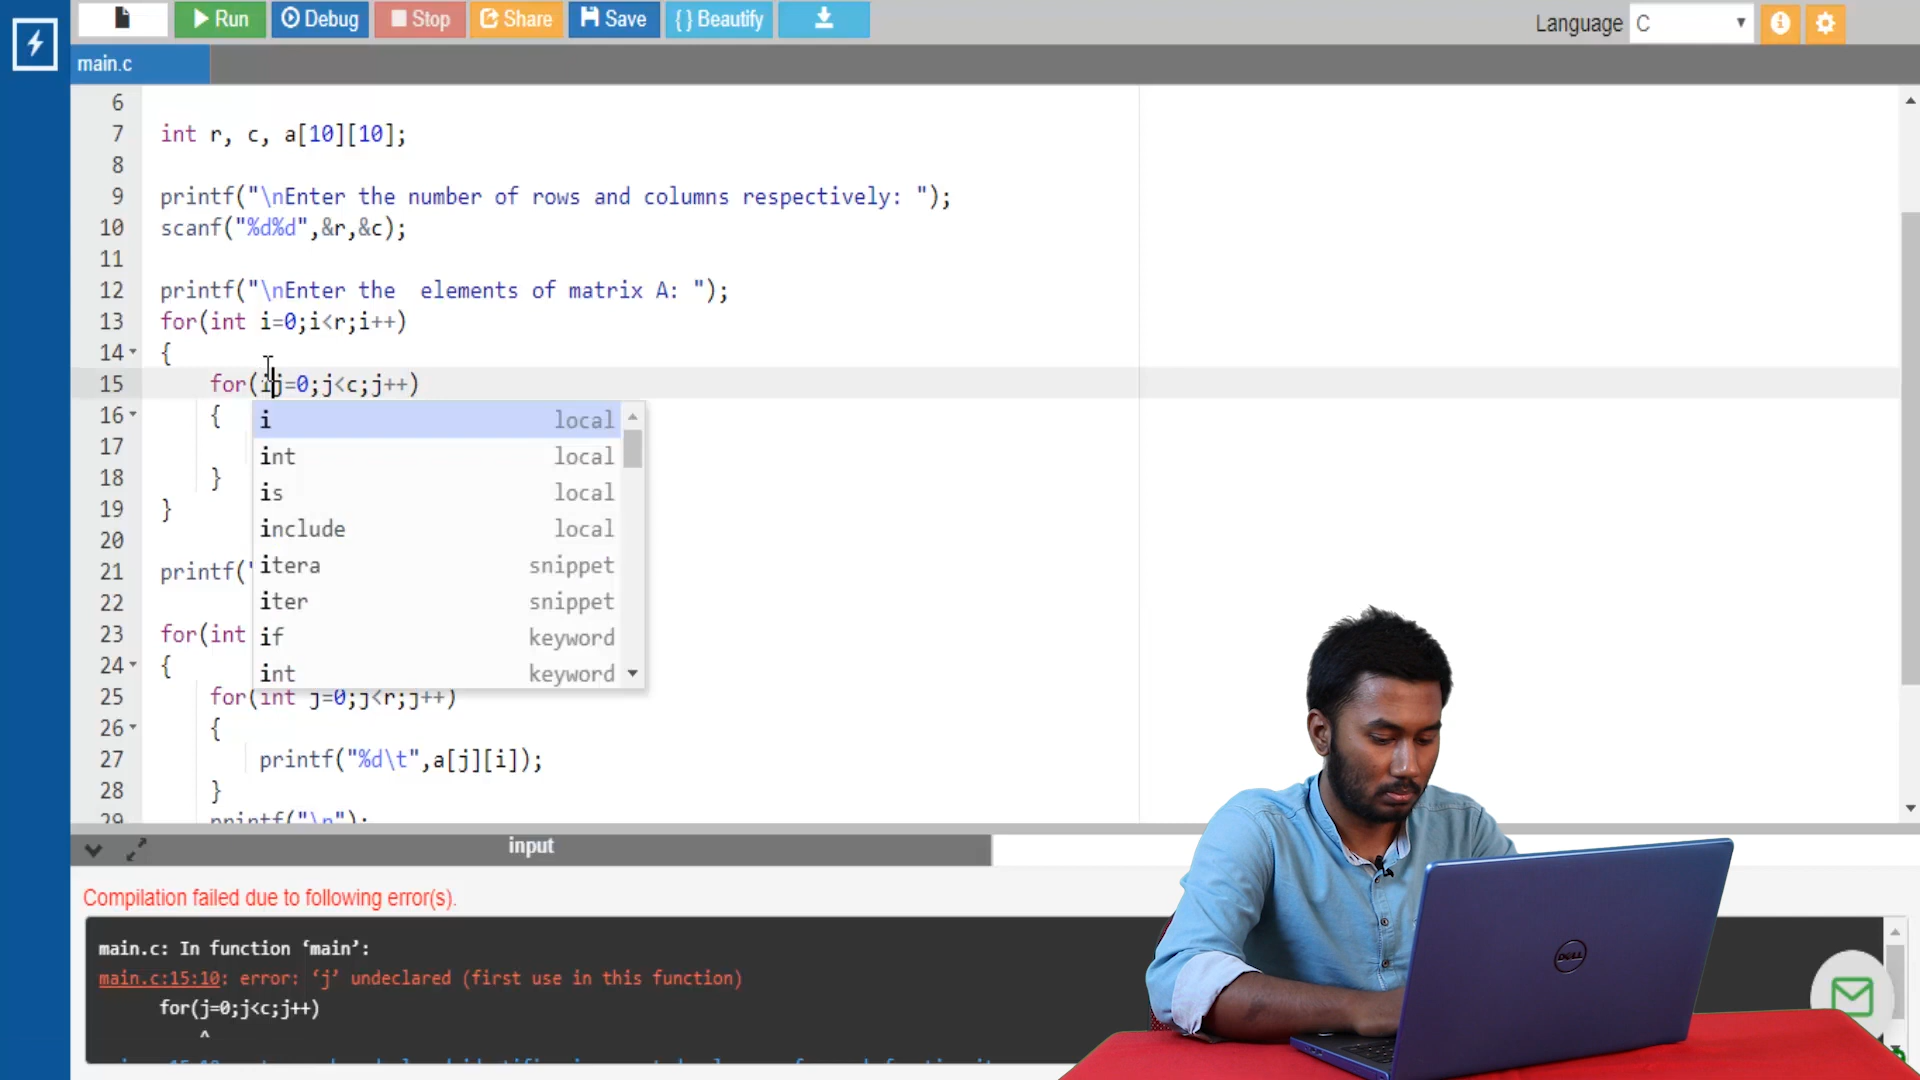 Run Debug Stop Share Save {} Beautify Language C
main.c
6
7 int r, c, a[10][10];
8
9 printf("\nEnter the number of rows and columns respectively: ");
10 scanf("%d%d",&r,&c);
11
12 printf("\nEnter the  elements of matrix A: ");
13 for(int i=0;i<r;i++)
14 {
15 for(ij=0;j<c;j++)
16 {
i local
17
int local
18 }
is local
19 }
include local
20
itera snippet
21 printf("
iter snippet
22
23 for(int
if keyword
24 {
int keyword
25 for(int j=0;j<r;j++)
26 {
27 printf("%d\t",a[j][i]);
28 }
29 printf("\n");
input
Compilation failed due to following error(s).
main.c: In function ‘main’:
main.c:15:10: error: ‘j’ undeclared (first use in this function)
for(j=0;j<c;j++)
^
DELL